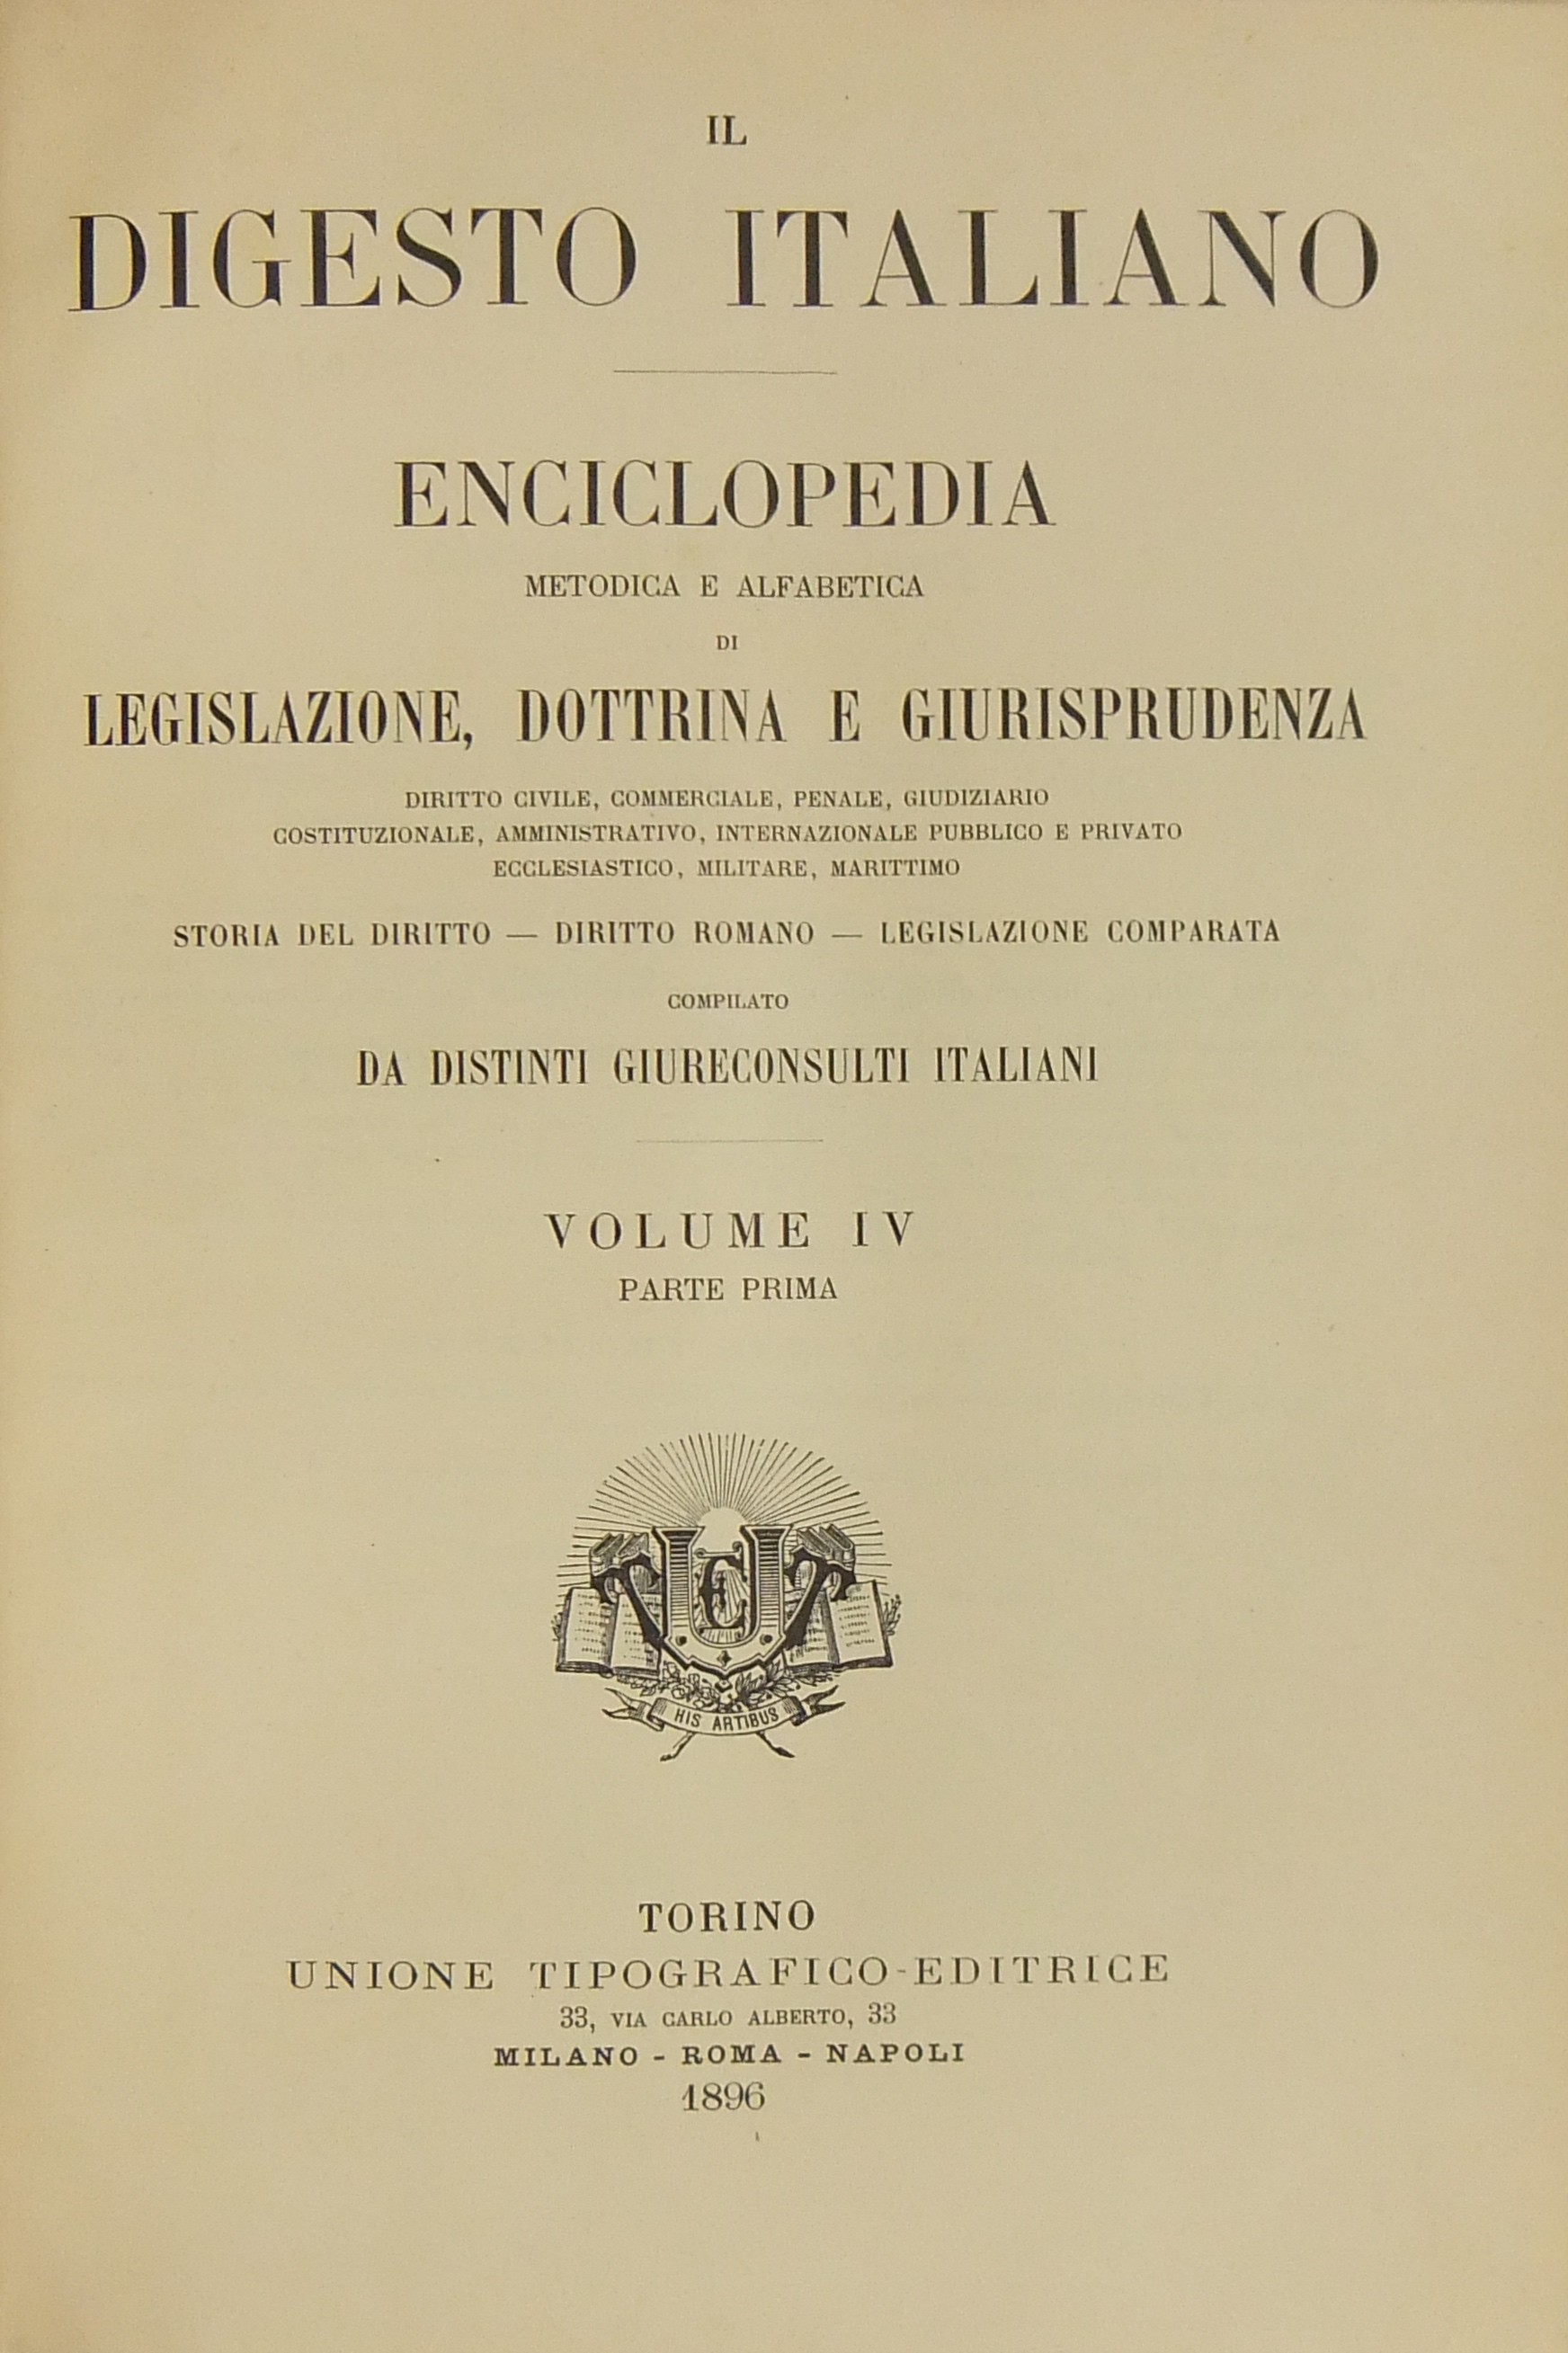 IL
DIGESTO ITALIANO
ENCICLOPEDIA
METODICA E ALFABETICA
DI
LEGISLAZIONE, DOTTRINA E GIURISPRUDENZA
DIRITTO CIVILE, COMMERCIALE, PENALE, GIUDIZIARIO
COSTITUZIONALE, AMMINISTRATIVO, INTERNAZIONALE PUBBLICO E PRIVATO
ECCLESIASTICO, MILITARE, MARITTIMO
STORIA DEL DIRITTO — DIRITTO ROMANO — LEGISLAZIONE COMPARATA
COMPILATO
DA DISTINTI GIURECONSULTI ITALIANI
VOLUME IV
PARTE PRIMA
UTET
HIS ARTIBUS
TORINO
UNIONE TIPOGRAFICO-EDITRICE
33, VIA CARLO ALBERTO, 33
MILANO - ROMA - NAPOLI
1896